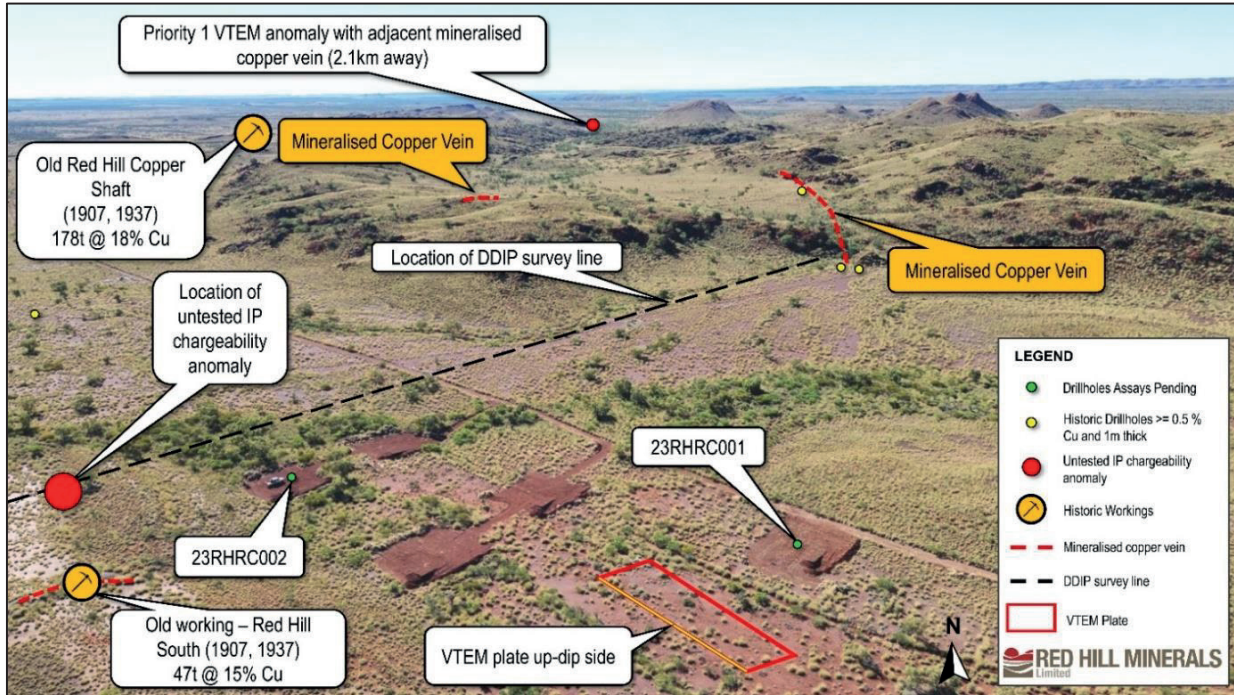 Priority 1 VTEM anomaly with adjacent mineralised
copper vein (2.1km away)
Old Red Hill Copper
Shaft
(1907, 1937)
178t @ 18% Cu
Mineralised Copper Vein
Location of DDIP survey line
Mineralised Copper Vein
Location of
untested IP
chargeability
anomaly
23RHRC001
23RHRC002
Old working – Red Hill
South (1907, 1937)
47t @ 15% Cu
VTEM plate up-dip side
N
LEGEND
Drillholes Assays Pending
Historic Drillholes >= 0.5 %
Cu and 1m thick
Untested IP chargeability
anomaly
Historic Workings
Mineralised copper vein
DDIP survey line
VTEM Plate
RED HILL MINERALS
Limited